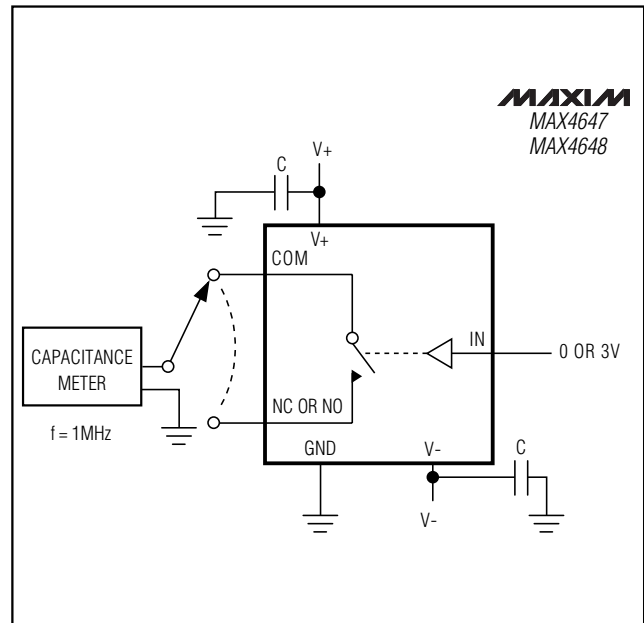 MAXIM
MAX4647
MAX4648
V+
C
V+
COM
CAPACITANCE
METER
f = 1MHz
IN
0 OR 3V
NC OR NO
GND
V-
C
V-